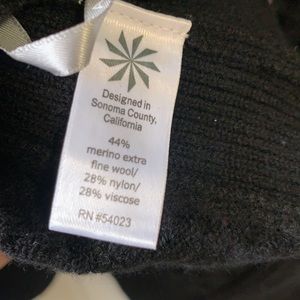 Designed in
Sonoma County,
California
44%
merino extra
fine wool/
28% nylon/
28% viscose
RN #54023